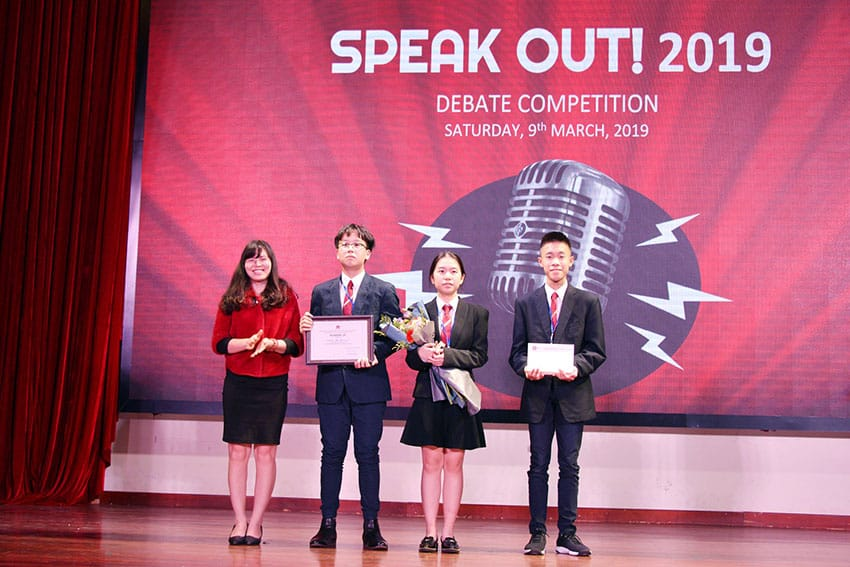 SPEAK OUT! 2019
DEBATE COMPETITION
SATURDAY, 9th MARCH, 2019